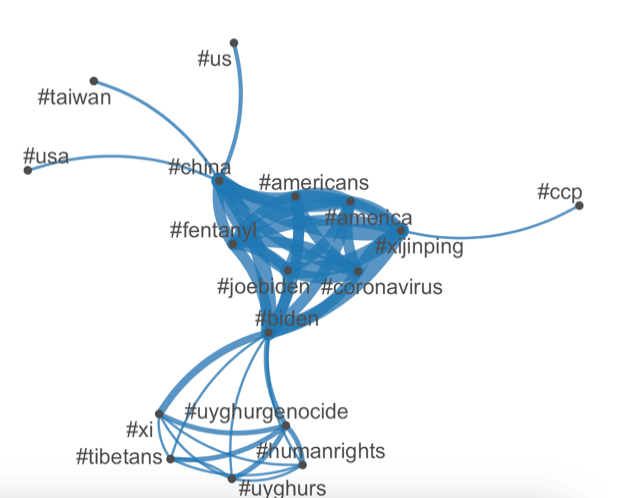 #us
#taiwan
#usa
#china
#americans
#ccp
#america
#fentanyl
#xijinping
#joebiden
#coronavirus
#biden
#uyghurgenocide
#xi
#humanrights
#tibetans
#uyghurs